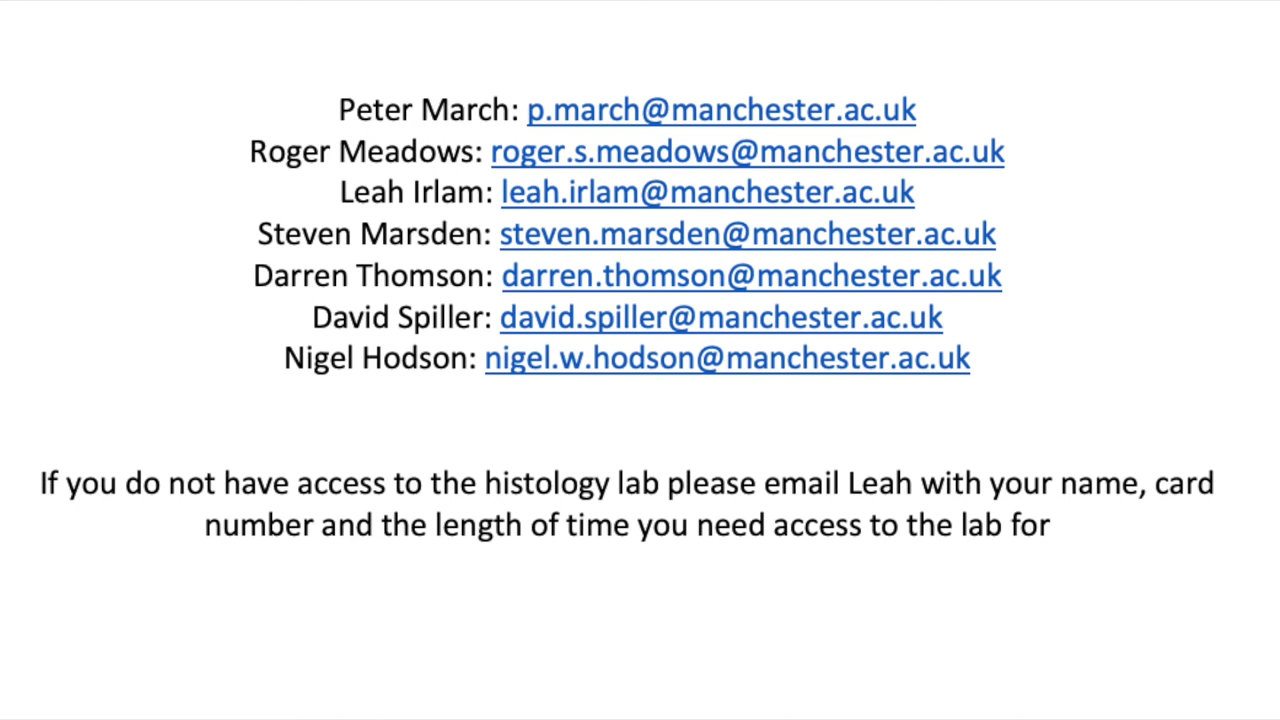 Peter March: p.march@manchester.ac.uk
Roger Meadows: roger.s.meadows@manchester.ac.uk
Leah Irlam: leah.irlam@manchester.ac.uk
Steven Marsden: steven.marsden@manchester.ac.uk
Darren Thomson: darren.thomson@manchester.ac.uk
David Spiller: david.spiller@manchester.ac.uk
Nigel Hodson: nigel.w.hodson@manchester.ac.uk
If you do not have access to the histology lab please email Leah with your name, card
number and the length of time you need access to the lab for